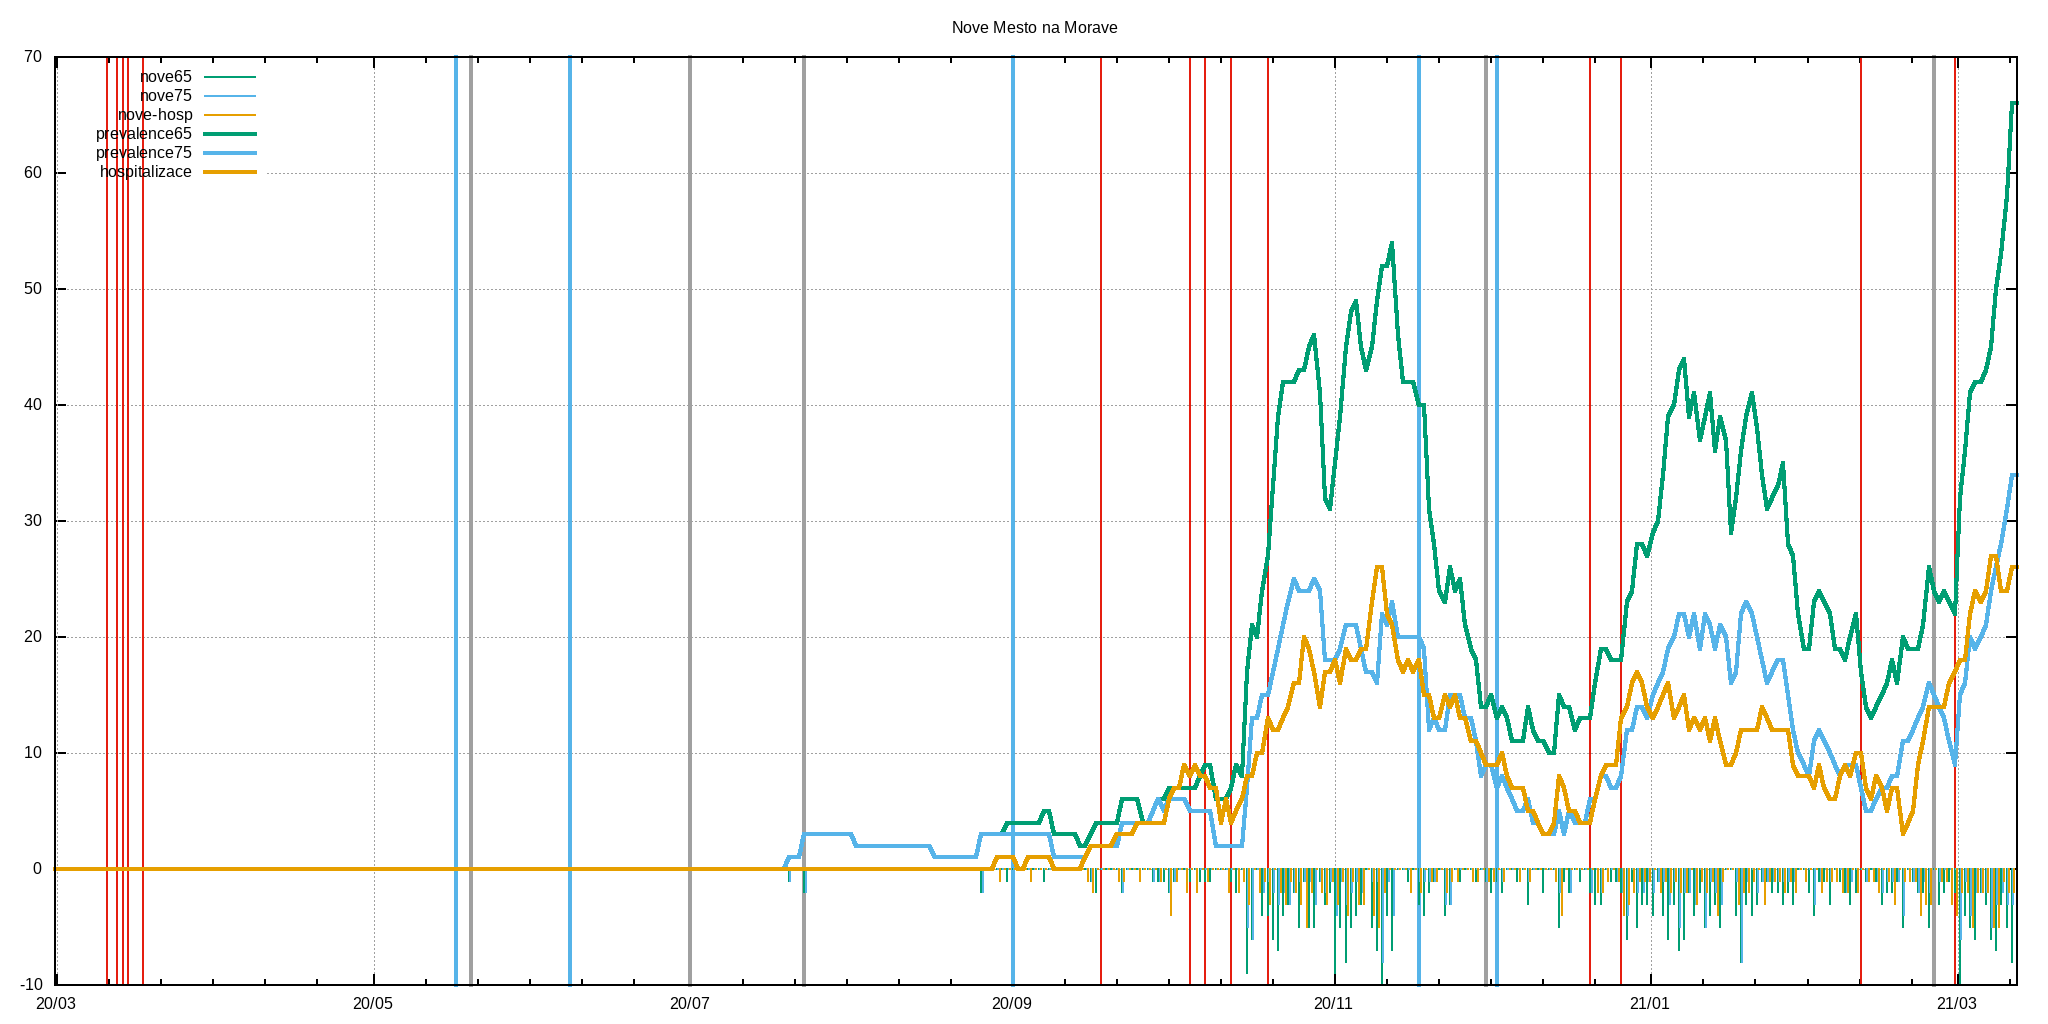 Nove Mesto na Morave
70
60
50
40
30
20
10
0
-10
nove65
nove75
nove-hosp
prevalence65
prevalence75
hospitalizace
20/03 20/05 20/07 20/09 20/11 21/01 21/03